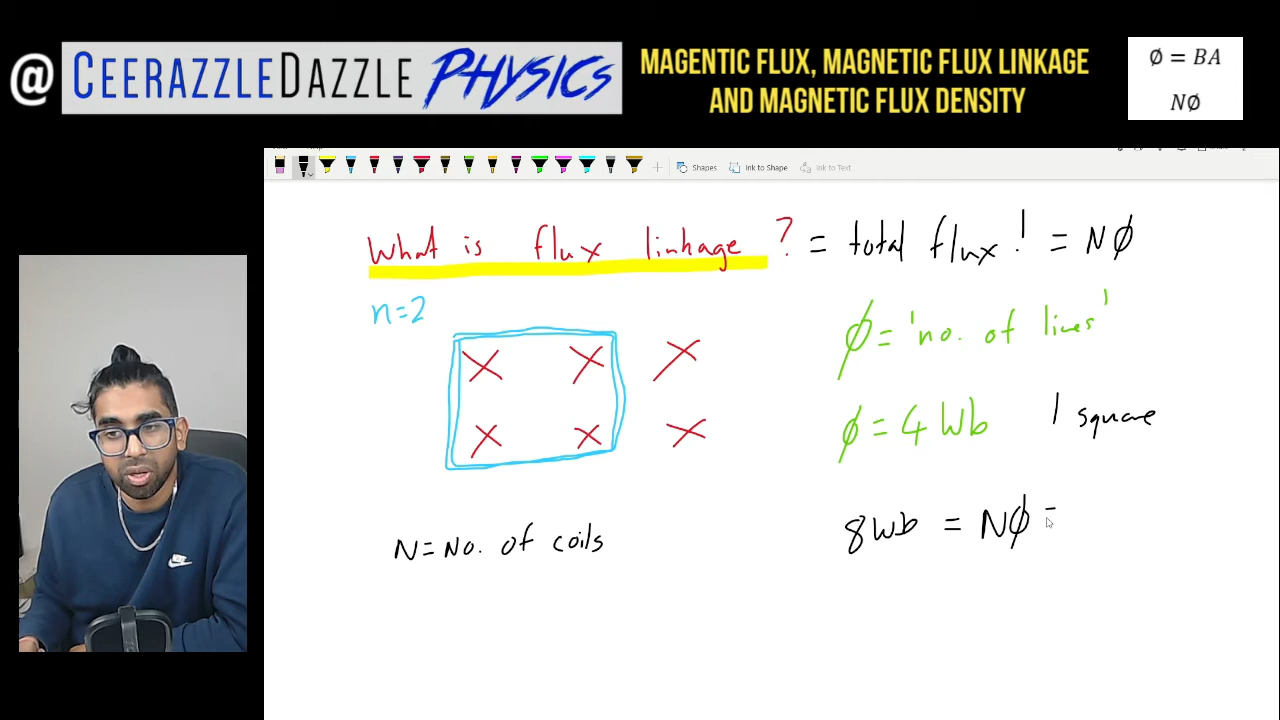 @ CEERAZZLEDAZZLE PHYSICS
MAGENTIC FLUX, MAGNETIC FLUX LINKAGE
AND MAGNETIC FLUX DENSITY
Ø = BA
NØ
Shapes Ink to Shape Ink to Text
What is flux linkage ? = total flux ! = NØ
n=2
Ø = 'no. of lines'
Ø = 4 Wb 1 square
8Wb = NØ =
N = No. of coils